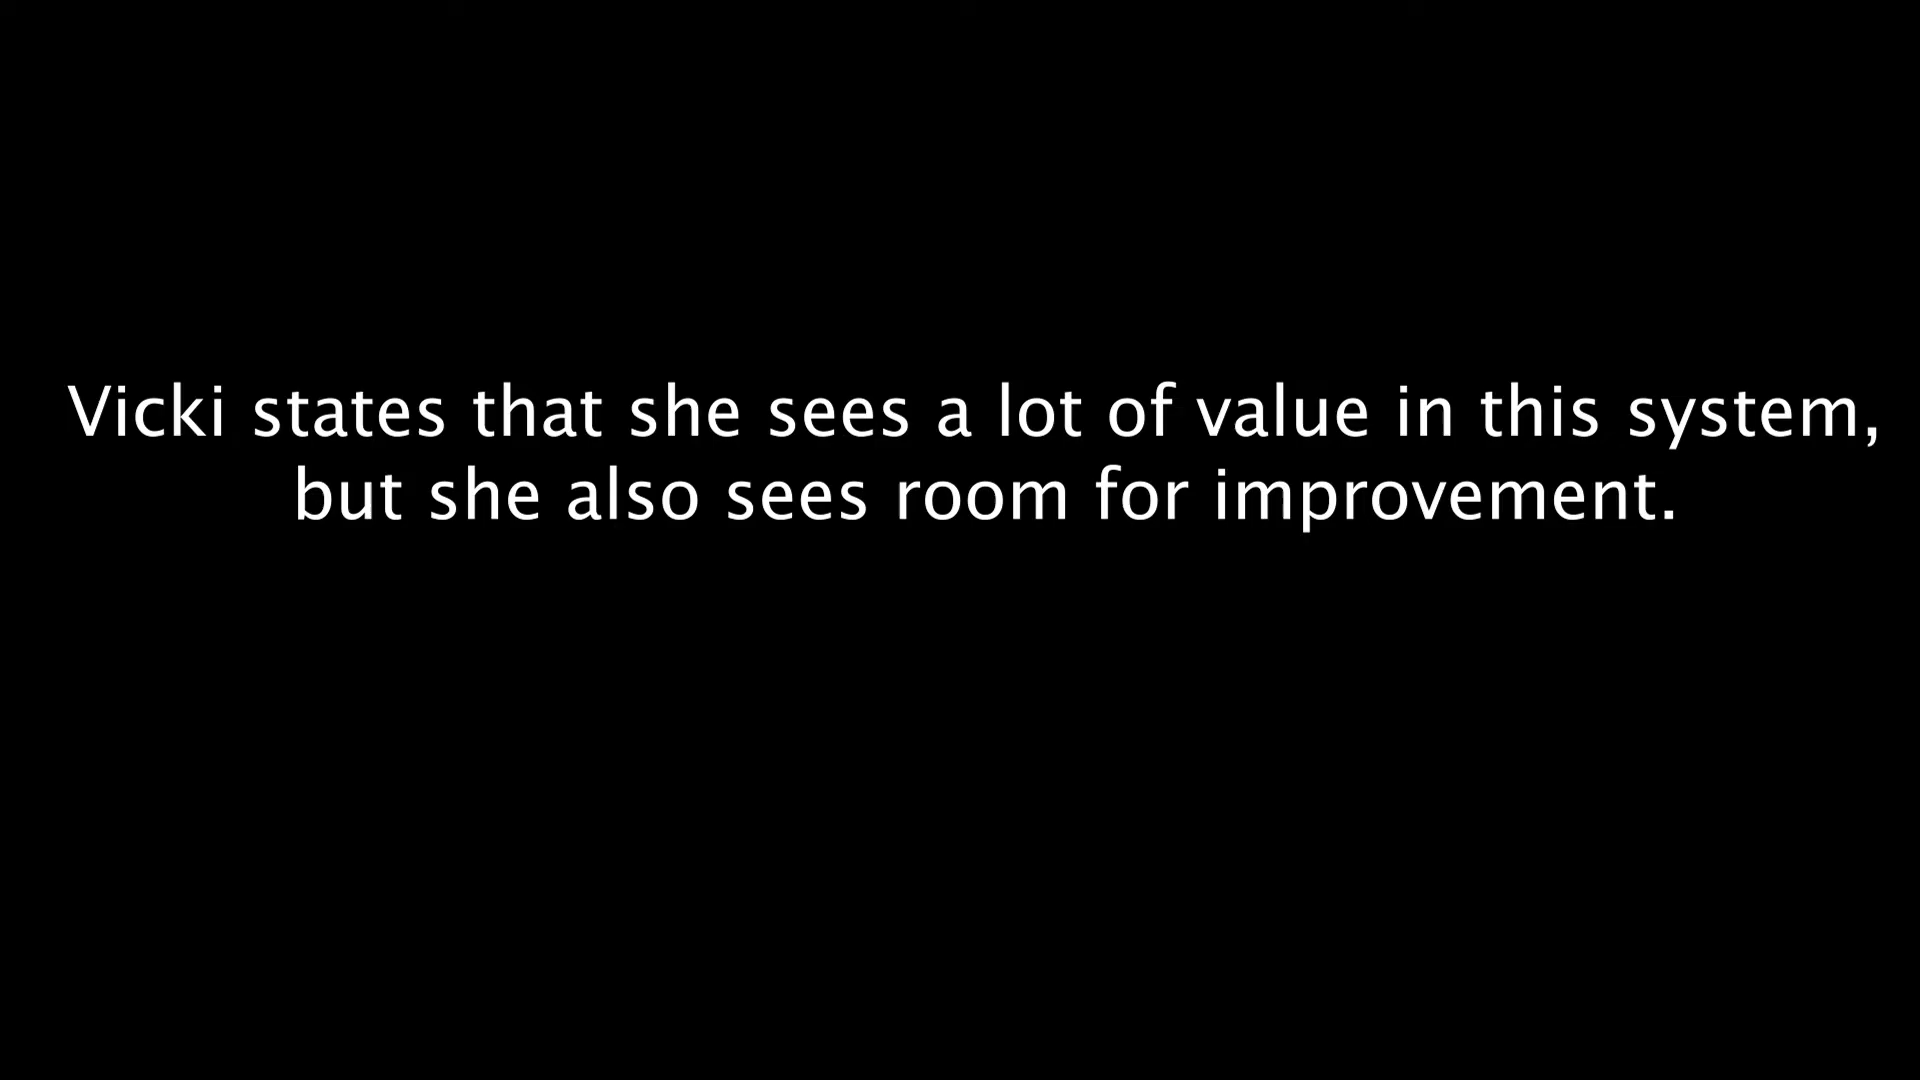 Vicki states that she sees a lot of value in this system,
but she also sees room for improvement.